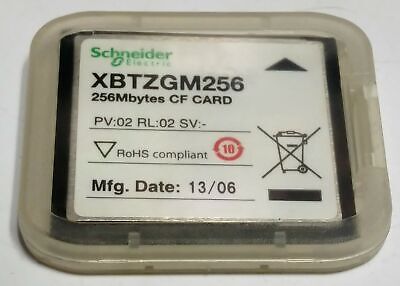 Schneider
Electric
XBTZGM256
256Mbytes CF CARD
PV:02 RL:02 SV:-
RoHS compliant
10
Mfg. Date: 13/06